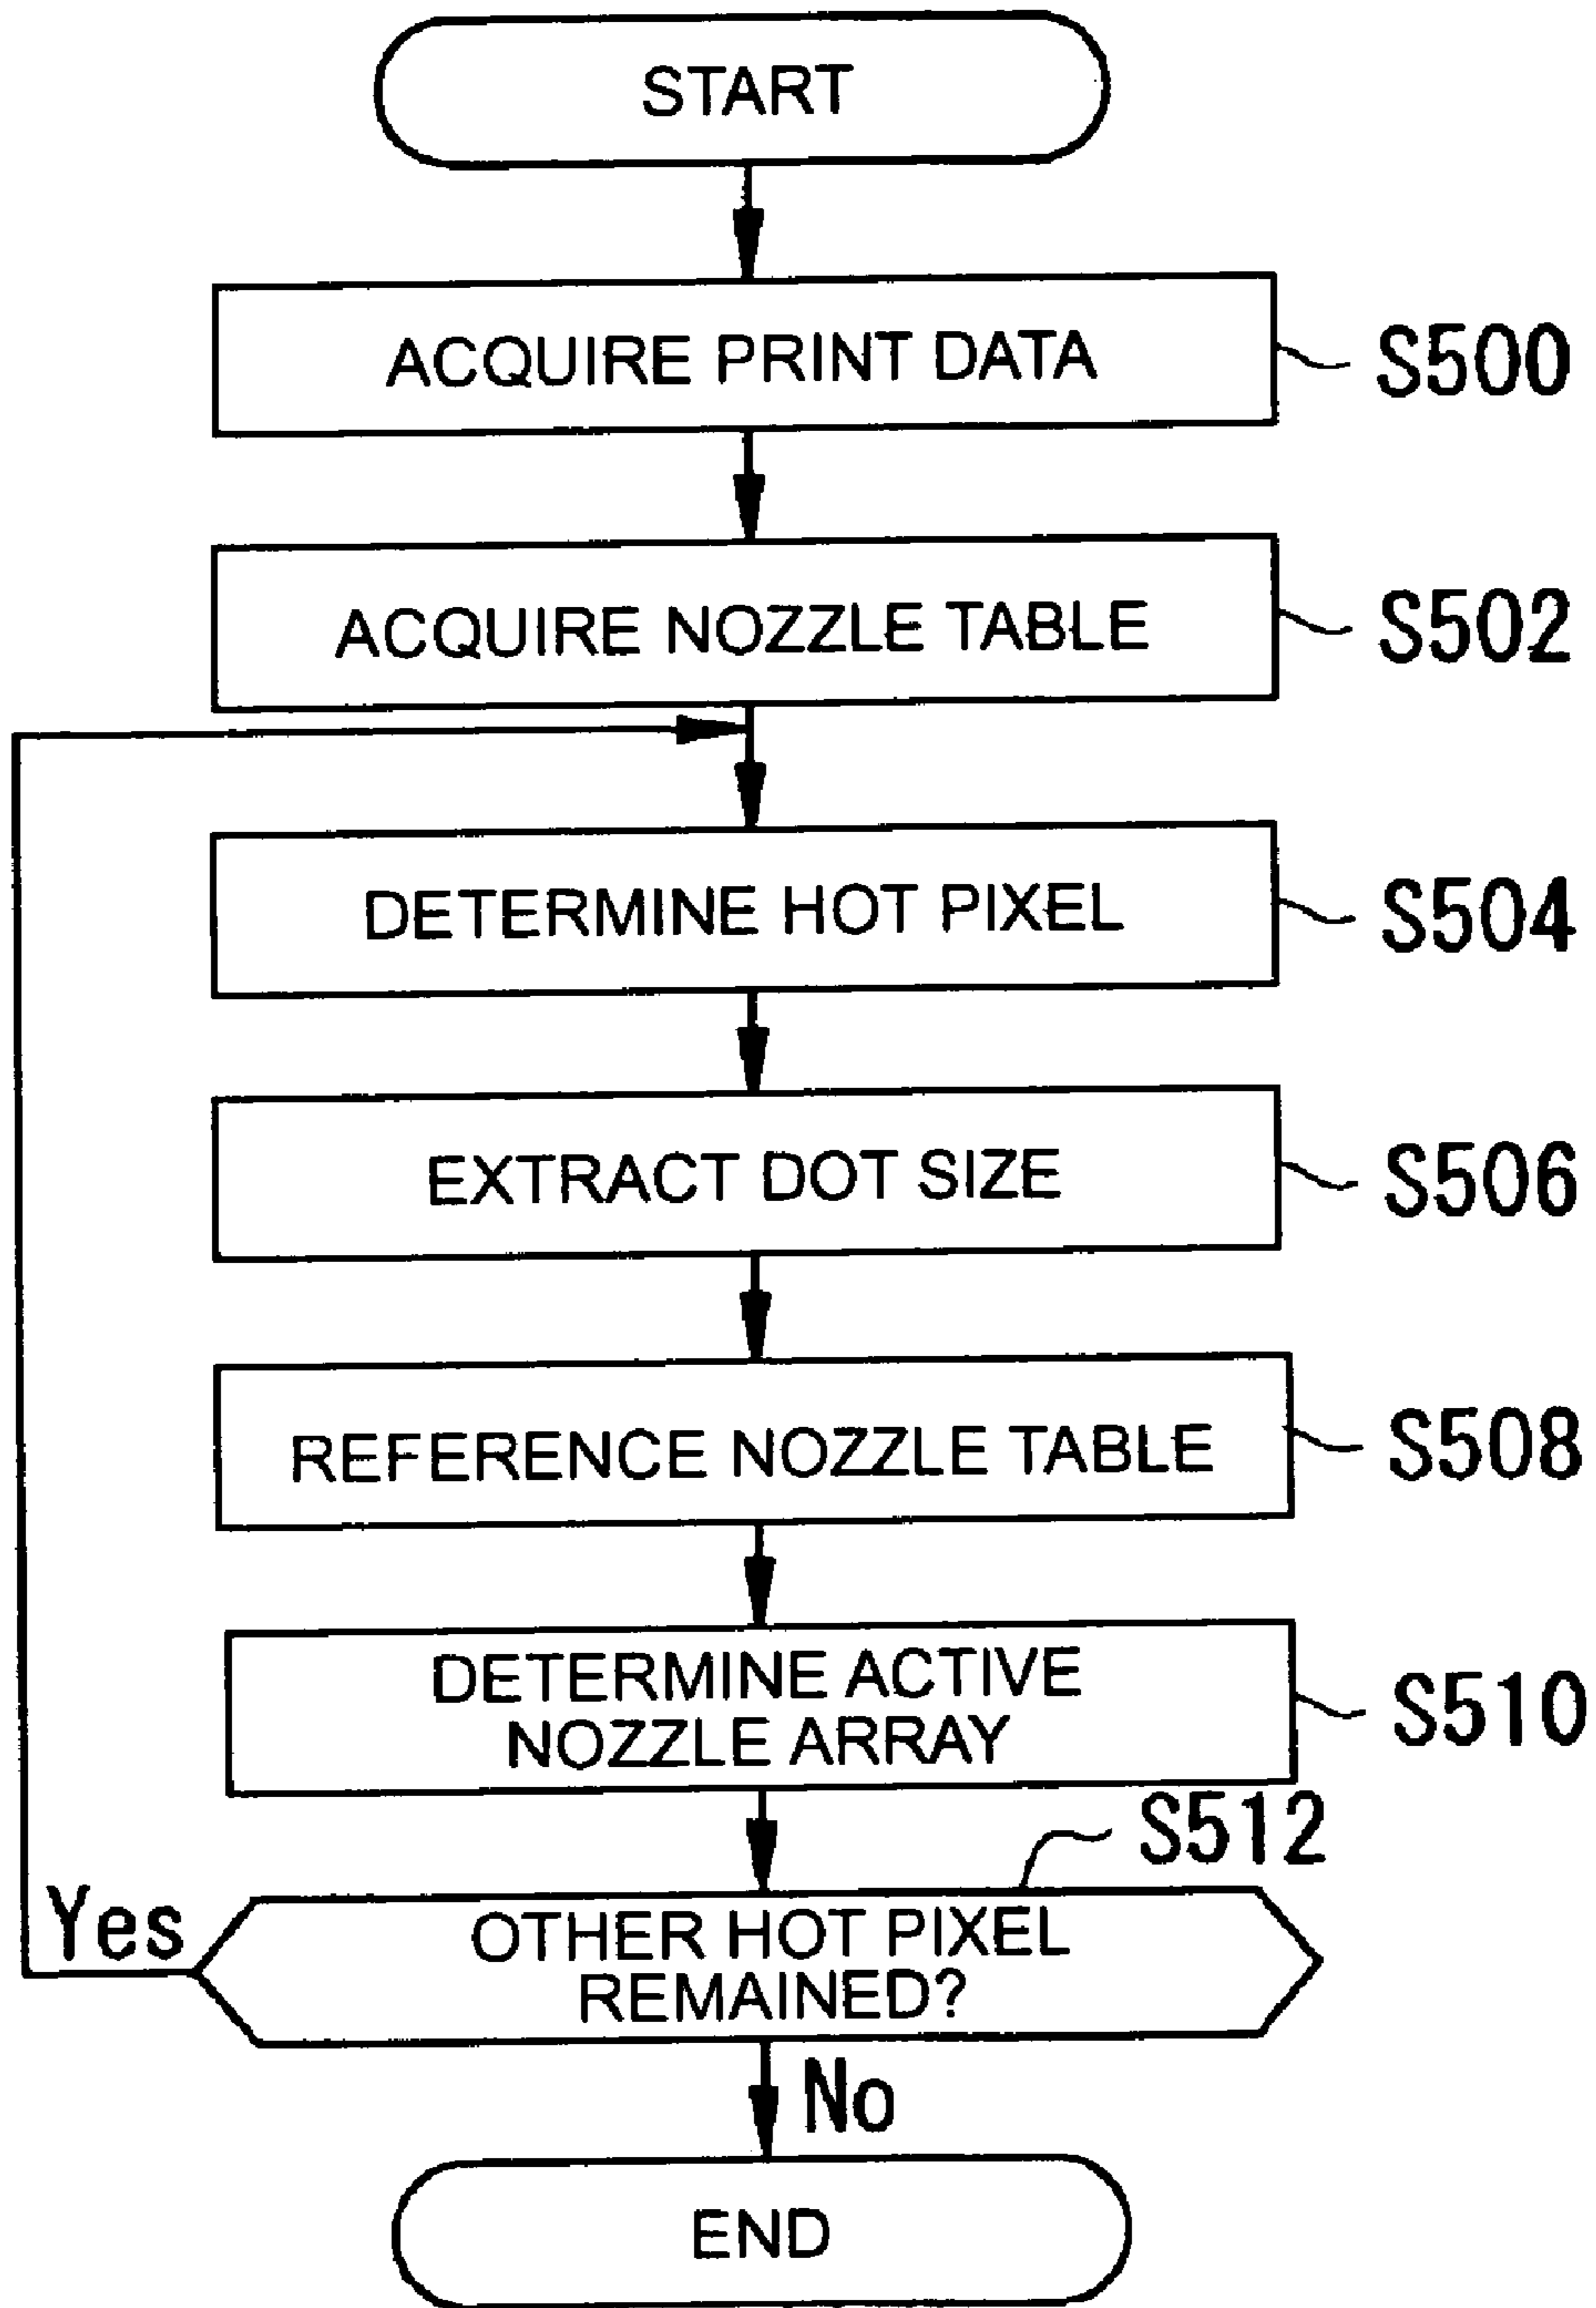 START
ACQUIRE PRINT DATA
S500
ACQUIRE NOZZLE TABLE
S502
DETERMINE HOT PIXEL
S504
EXTRACT DOT SIZE
S506
REFERENCE NOZZLE TABLE
S508
DETERMINE ACTIVE
NOZZLE ARRAY
S510
S512
Yes
OTHER HOT PIXEL
REMAINED?
No
END